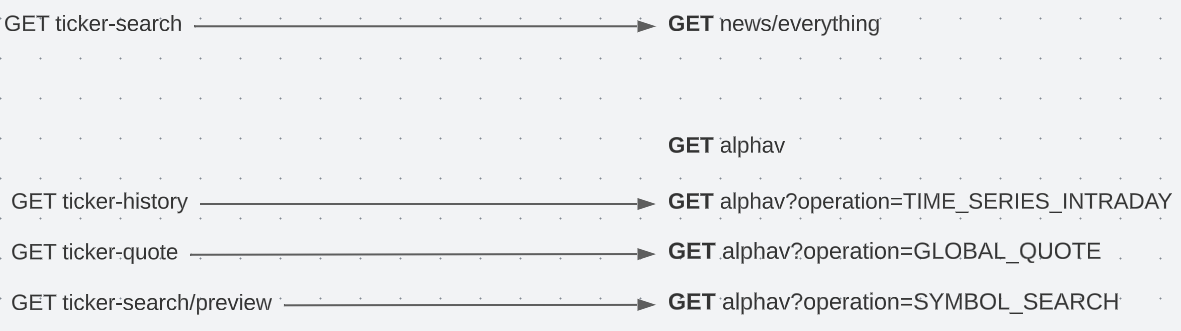 GET ticker-search GET news/everything
GET alphav
GET ticker-history GET alphav?operation=TIME_SERIES_INTRADAY
GET ticker-quote GET alphav?operation=GLOBAL_QUOTE
GET ticker-search/preview GET alphav?operation=SYMBOL_SEARCH